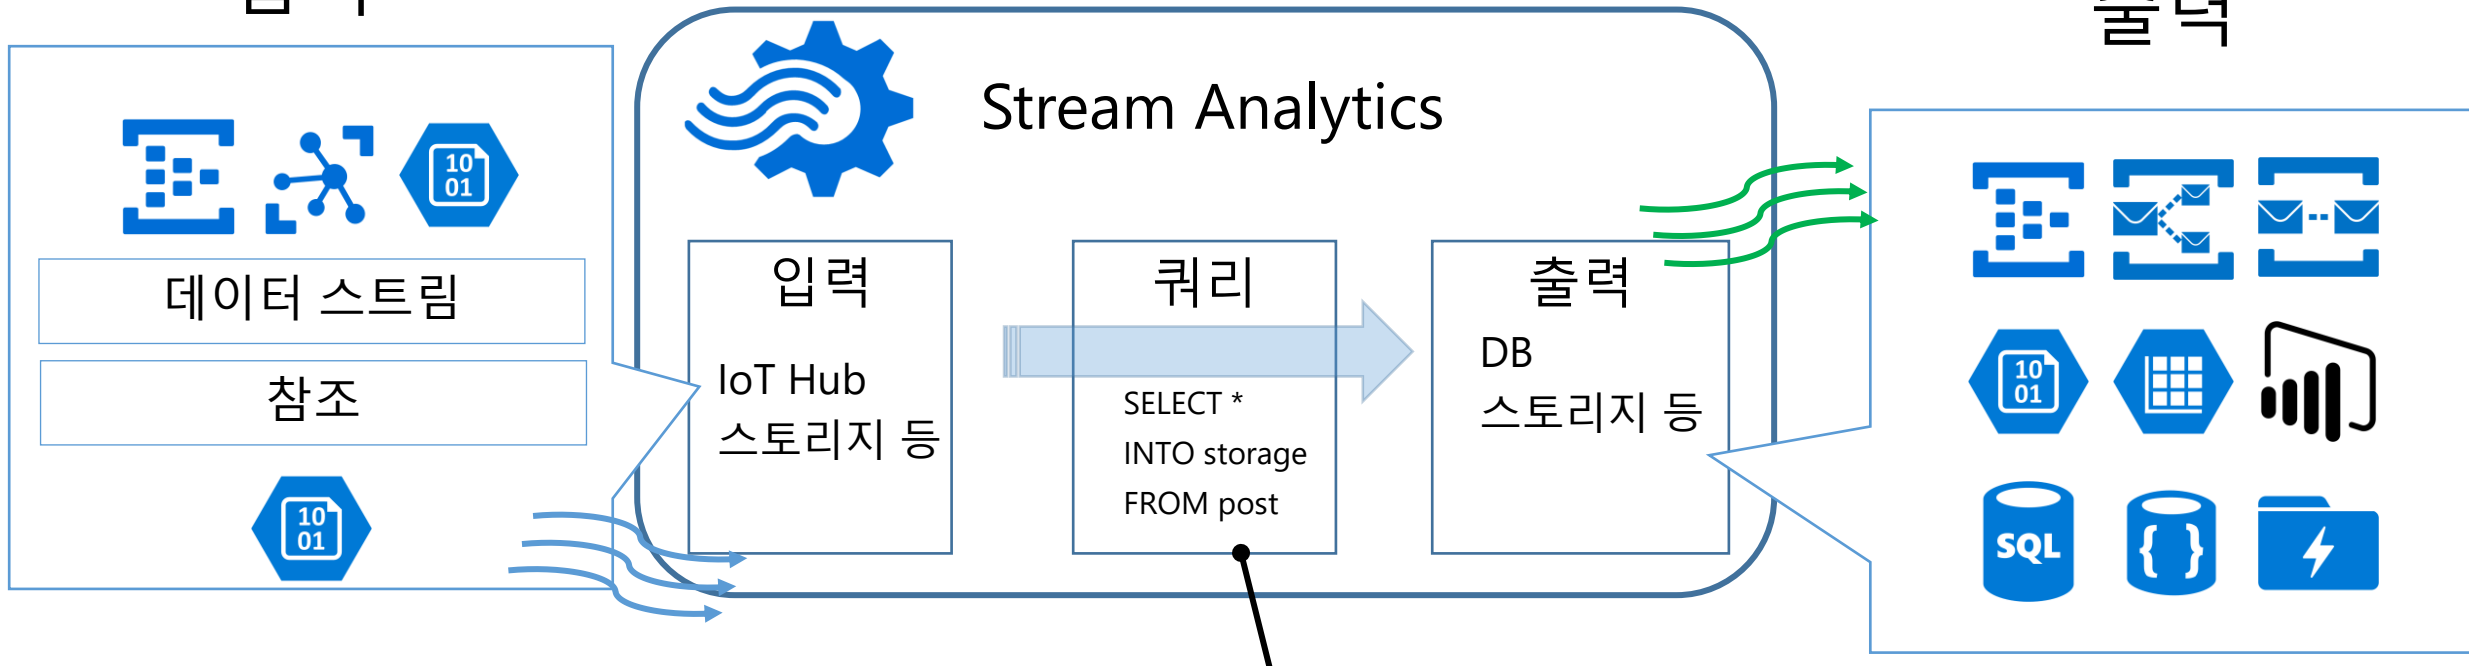 출력
Stream Analytics
10
01
데이터 스트림
참조
10
01
입력
IoT Hub
스토리지 등
쿼리
SELECT *
INTO storage
FROM post
출력
DB
스토리지 등
10
01
SQL
{ }